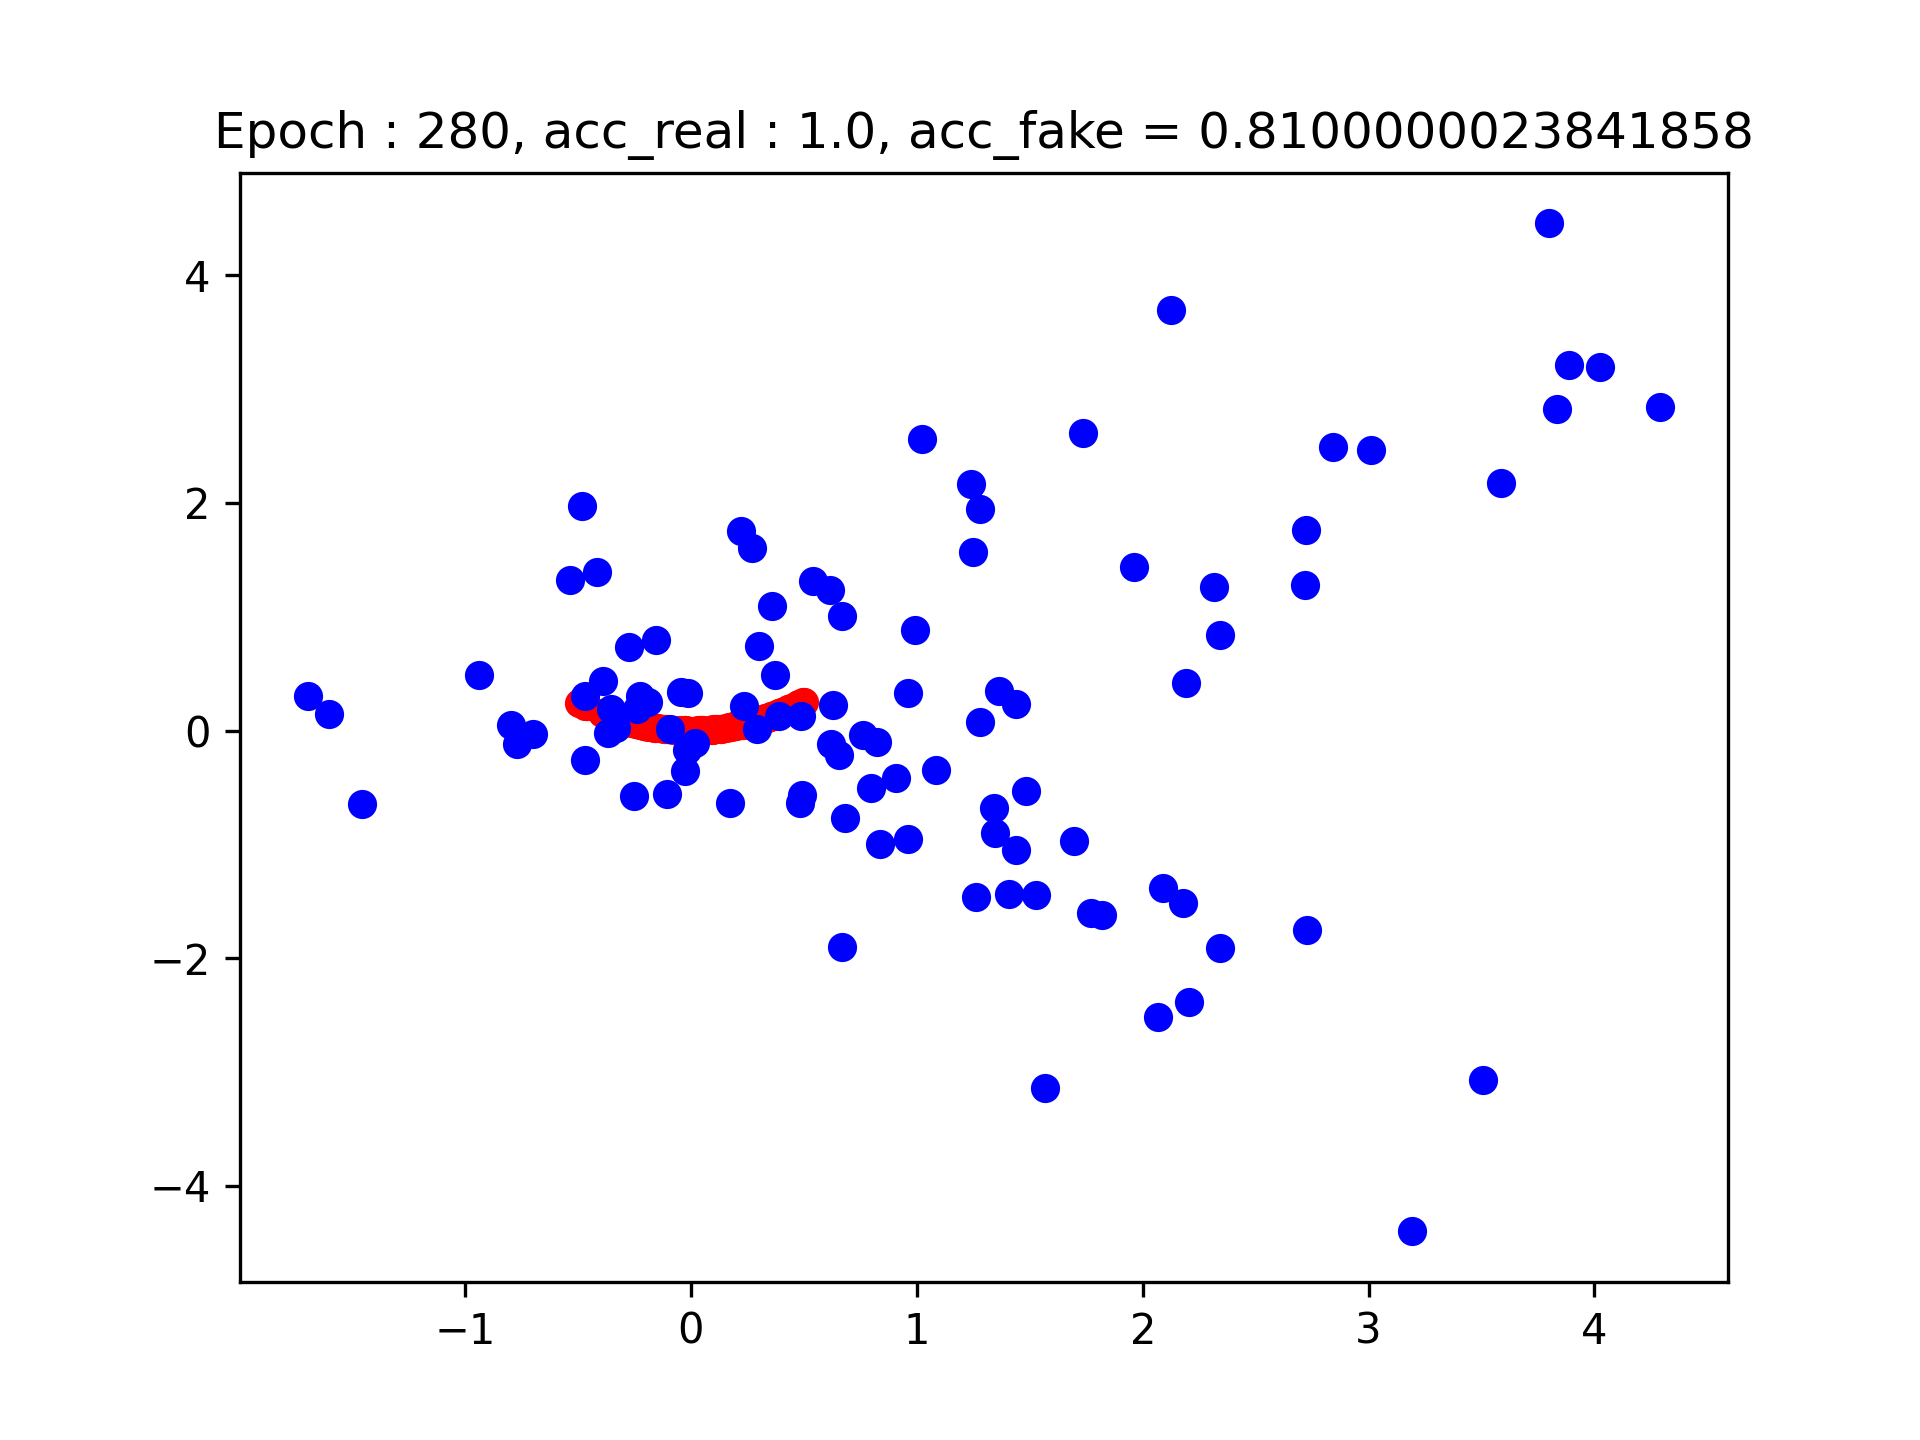 Epoch : 280, acc_real : 1.0, acc_fake = 0.8100000023841858
4
2
0
−2
−4
−1 0 1 2 3 4